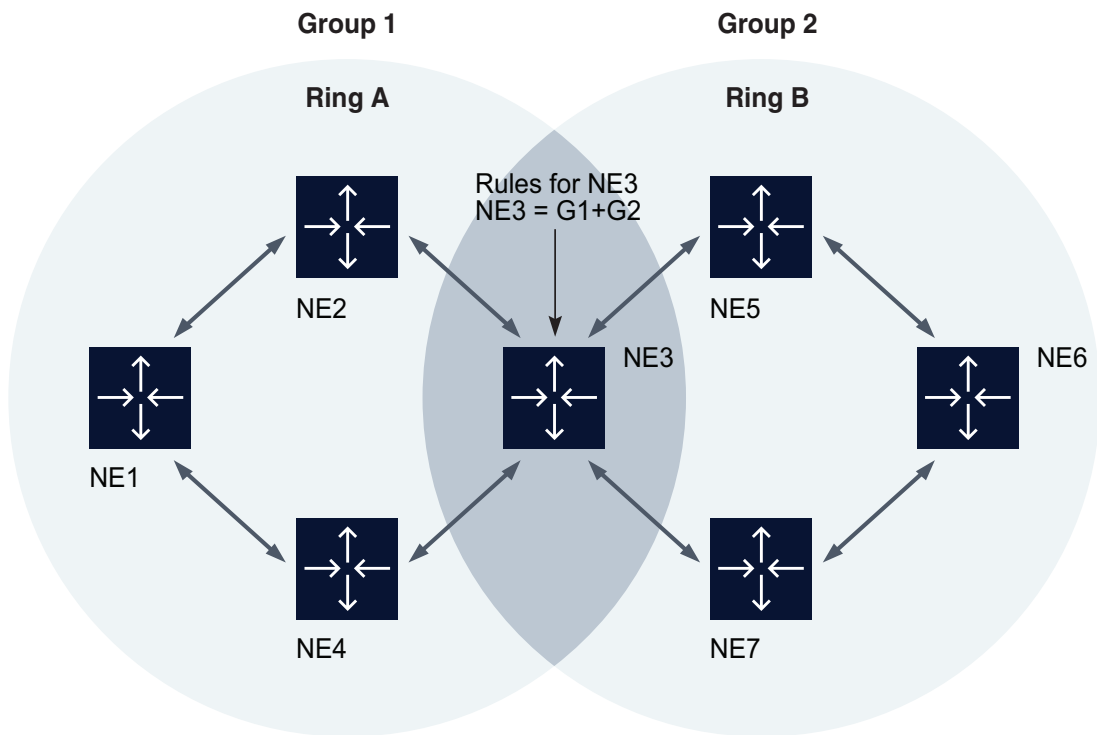 Group 1
Group 2
Ring A
Ring B
Rules for NE3
NE3 = G1+G2
NE2
NE5
NE3
NE6
NE1
NE4
NE7